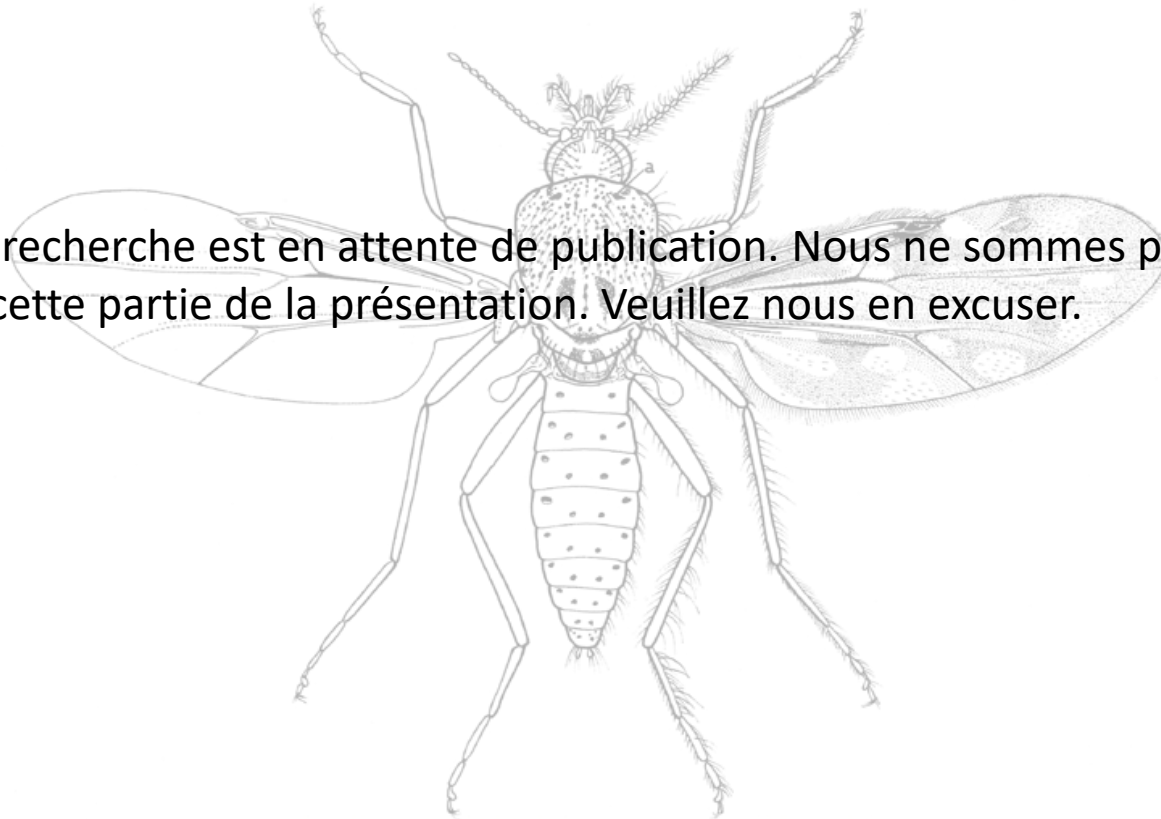 recherche est en attente de publication. Nous ne sommes p
cette partie de la présentation. Veuillez nous en excuser.
a